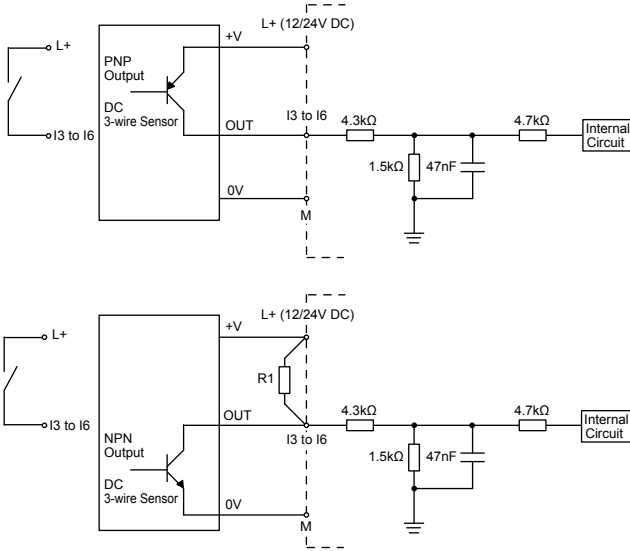 L+ (12/24V DC)
L+
+V
PNP
Output
DC
3-wire Sensor
I3 to I6
I3 to I6
OUT
4.3kΩ
4.7kΩ
Internal
Circuit
1.5kΩ
47nF
0V
M
L+ (12/24V DC)
L+
+V
R1
I3 to I6
OUT
4.3kΩ
4.7kΩ
Internal
Circuit
I3 to I6
NPN
Output
DC
3-wire Sensor
1.5kΩ
47nF
0V
M